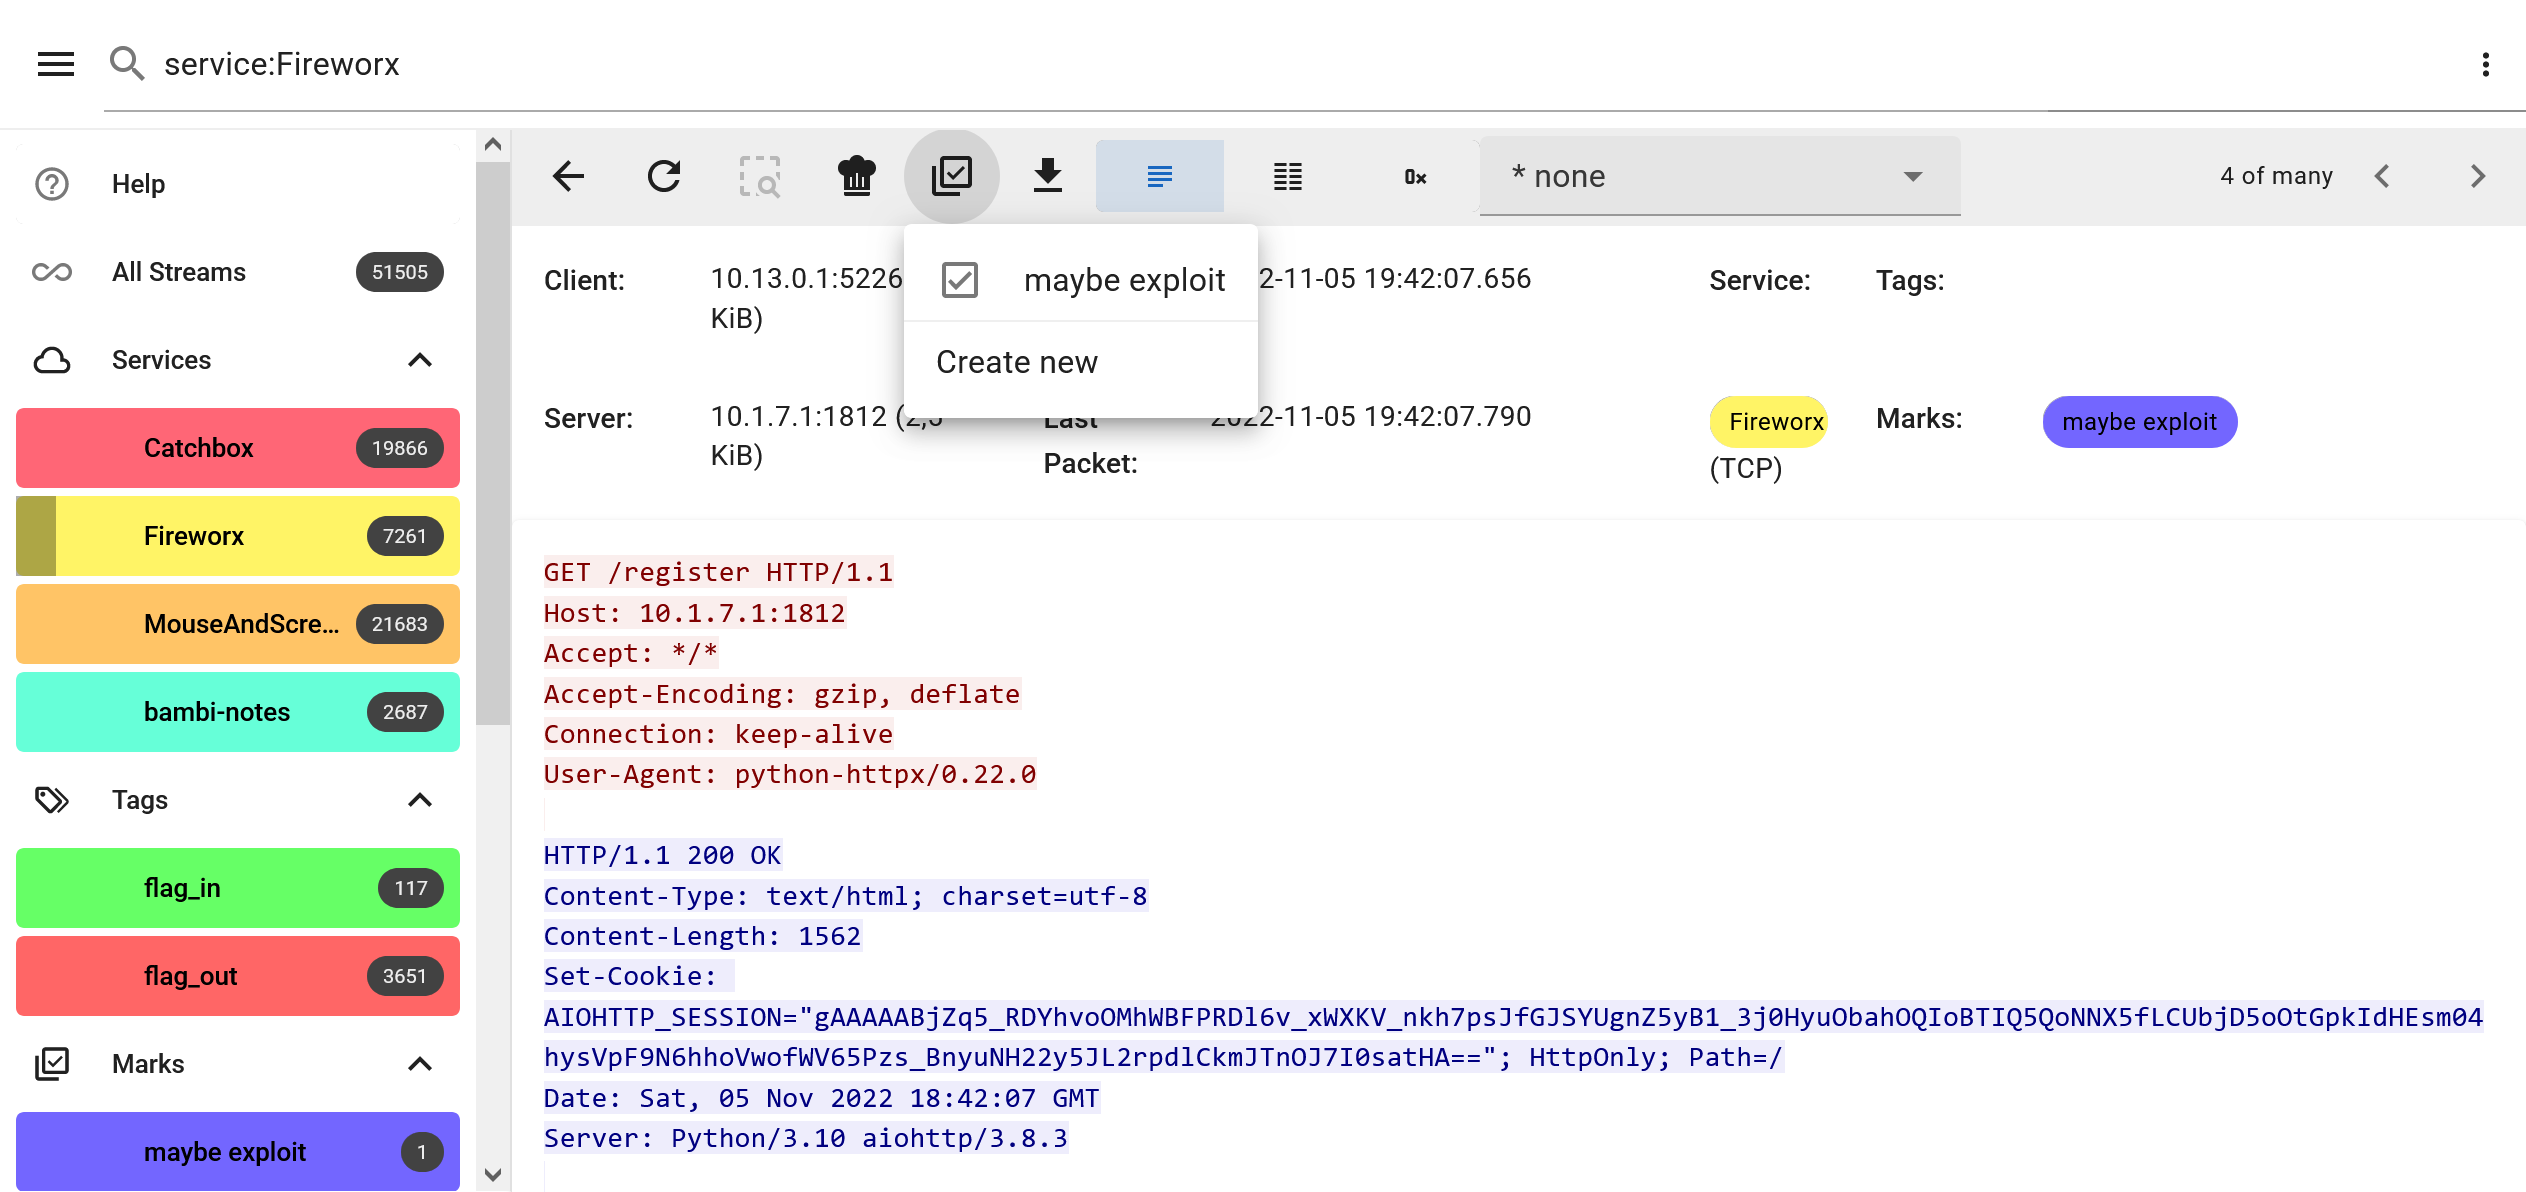 service:Fireworx
Help
All Streams 51505
Services
Catchbox 19866
Fireworx 7261
MouseAndScre... 21683
bambi-notes 2687
Tags
flag_in 117
flag_out 3651
Marks
maybe exploit 1
0x
* none
4 of many
maybe exploit
Create new
Client: 10.13.0.1:5226
KiB)
2-11-05 19:42:07.656
Service:
Tags:
Server: 10.1.7.1:1812
KiB)
Last
Packet:
2022-11-05 19:42:07.790
Fireworx
(TCP)
Marks: maybe exploit
GET /register HTTP/1.1
Host: 10.1.7.1:1812
Accept: */*
Accept-Encoding: gzip, deflate
Connection: keep-alive
User-Agent: python-httpx/0.22.0
HTTP/1.1 200 OK
Content-Type: text/html; charset=utf-8
Content-Length: 1562
Set-Cookie:
AIOHTTP_SESSION="gAAAAABjZq5_RDYhvoOMhWBFPRDl6v_xWXKV_nkh7psJfGJSYUgnZ5yB1_3j0HyuObahOQIoBTIQ5QoNNX5fLCUbjD5oOtGpkIdHEsm04
hysVpF9N6hhoVwofWV65Pzs_BnyuNH22y5JL2rpdlCkmJTnOJ7I0satHA=="; HttpOnly; Path=/
Date: Sat, 05 Nov 2022 18:42:07 GMT
Server: Python/3.10 aiohttp/3.8.3